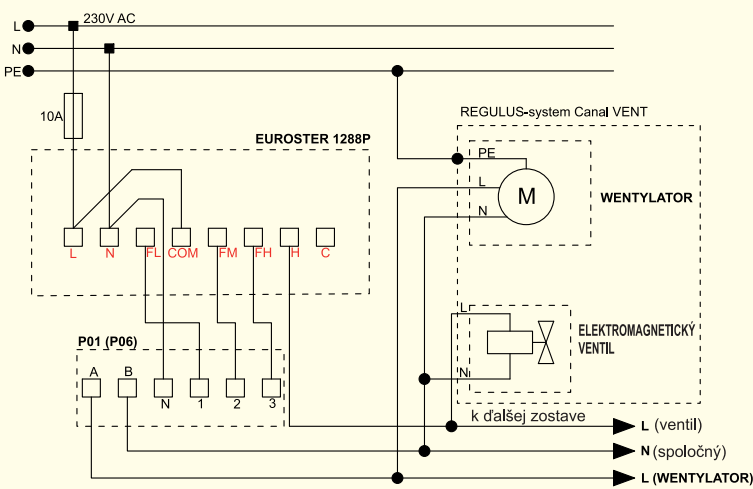 L
230V AC
N
PE
10A
REGULUS-system Canal VENT
EUROSTER 1288P
PE
L
M
WENTYLATOR
N
L N FL COM FM FH H C
L
ELEKTROMAGNETICKÝ
VENTIL
P01 (P06)
N
A B N 1 2 3
k ďalšej zostave
L (ventil)
N (spoločný)
L (WENTYLATOR)